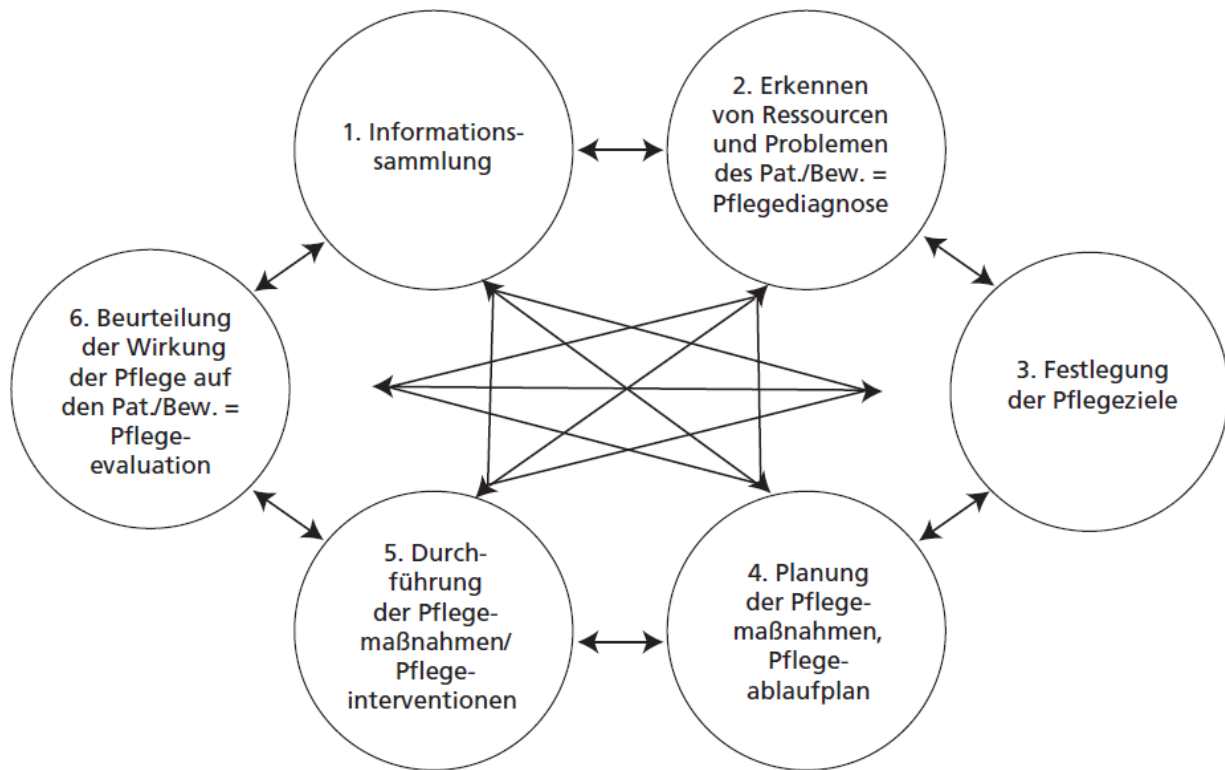 1. Informations-
sammlung
2. Erkennen
von Ressourcen
und Problemen
des Pat./Bew. =
Pflegediagnose
3. Festlegung
der Pflegeziele
4. Planung
der Pflege-
maßnahmen,
Pflege-
ablaufplan
5. Durch-
führung
der Pflege-
maßnahmen/
Pflege-
interventionen
6. Beurteilung
der Wirkung
der Pflege auf
den Pat./Bew. =
Pflege-
evaluation